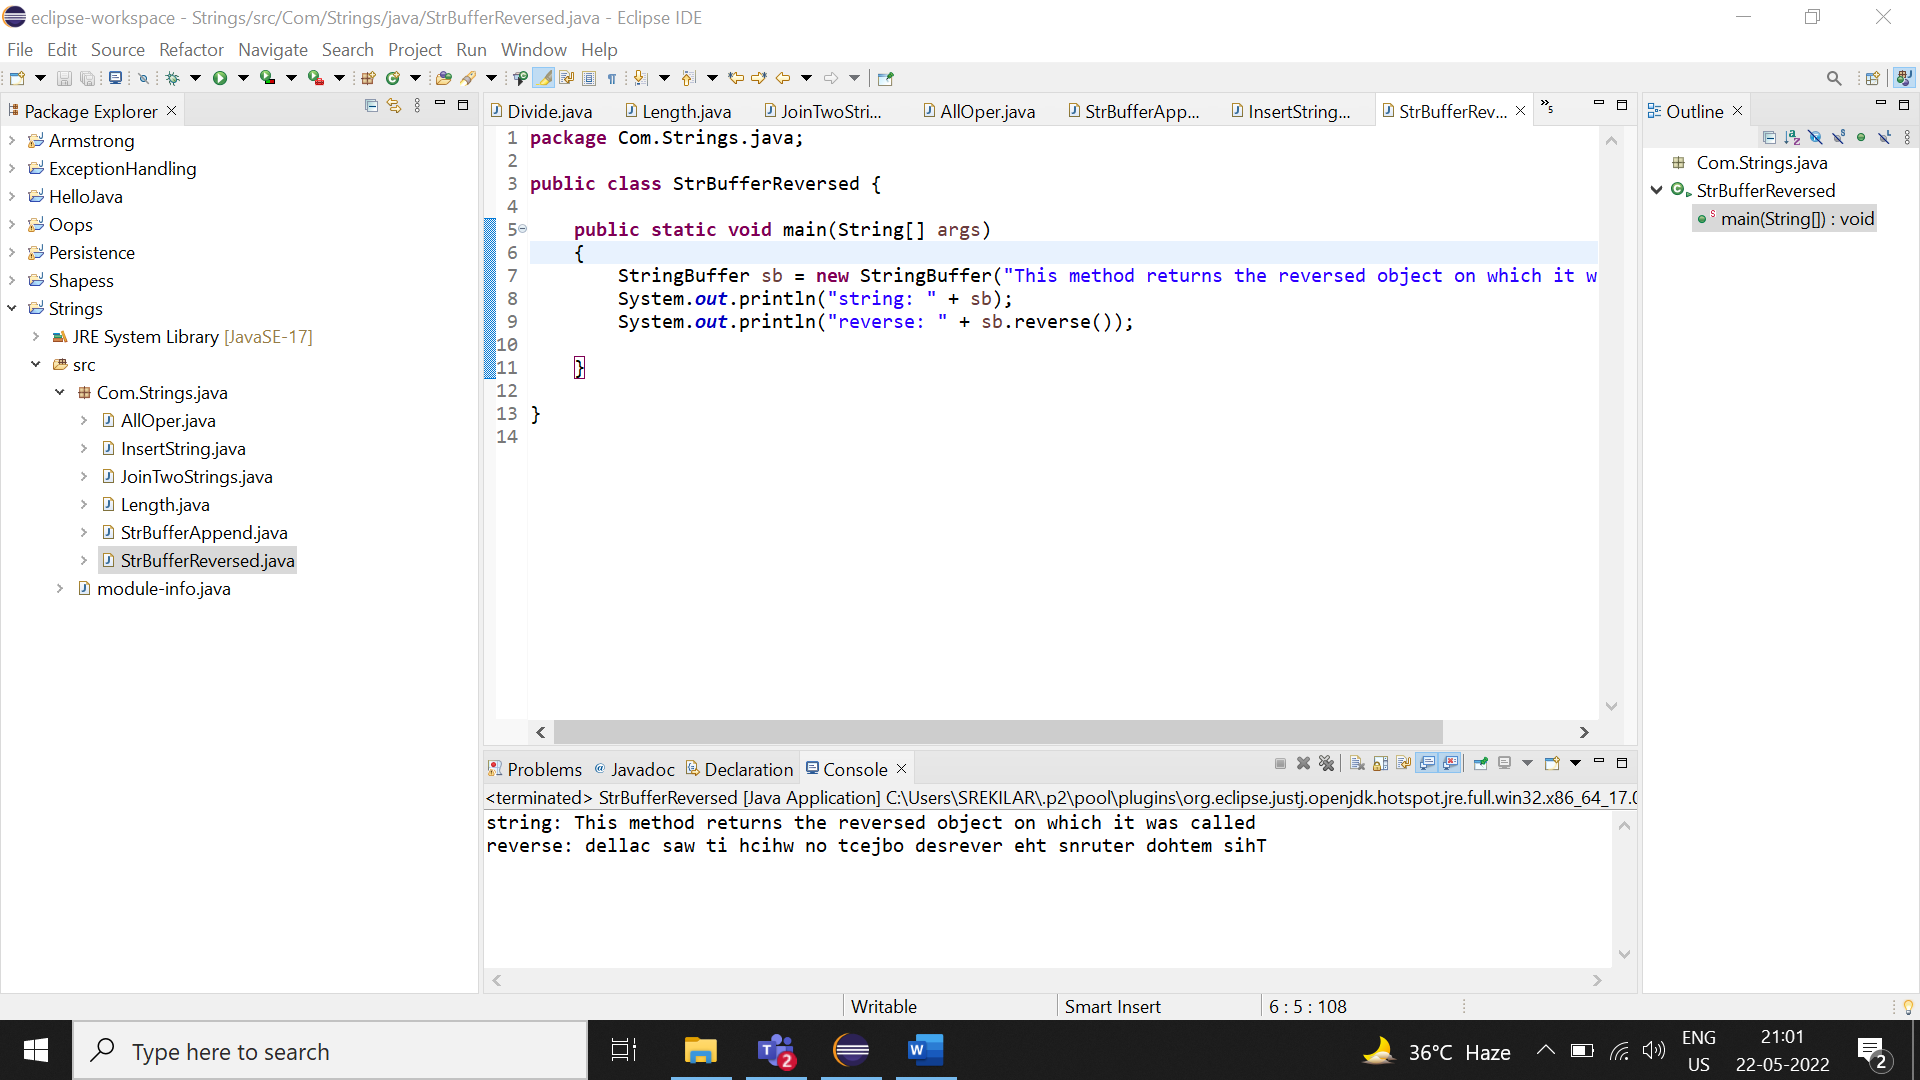 eclipse-workspace - Strings/src/Com/Strings/java/StrBufferReversed.java - Eclipse IDE
File Edit Source Refactor Navigate Search Project Run Window Help
Package Explorer
Armstrong
ExceptionHandling
HelloJava
Oops
Persistence
Shapess
Strings
JRE System Library [JavaSE-17]
src
Com.Strings.java
AllOper.java
InsertString.java
JoinTwoStrings.java
Length.java
StrBufferAppend.java
StrBufferReversed.java
module-info.java
Divide.java Length.java JoinTwoStri... AllOper.java StrBufferApp... InsertString... StrBufferRev... »5
1 package Com.Strings.java;
2
3 public class StrBufferReversed {
4
5 public static void main(String[] args)
6 {
7 StringBuffer sb = new StringBuffer("This method returns the reversed object on which it w
8 System.out.println("string: " + sb);
9 System.out.println("reverse: " + sb.reverse());
10
11 }
12
13 }
14
Outline
Com.Strings.java
StrBufferReversed
main(String[]) : void
Problems @ Javadoc Declaration Console
<terminated> StrBufferReversed [Java Application] C:\Users\SREKILAR\.p2\pool\plugins\org.eclipse.justj.openjdk.hotspot.jre.full.win32.x86_64_17.0
string: This method returns the reversed object on which it was called
reverse: dellac saw ti hcihw no tcejbo desrever eht snruter dohtem sihT
Writable Smart Insert 6 : 5 : 108
Type here to search
2
36°C Haze
ENG
US
21:01
22-05-2022
2